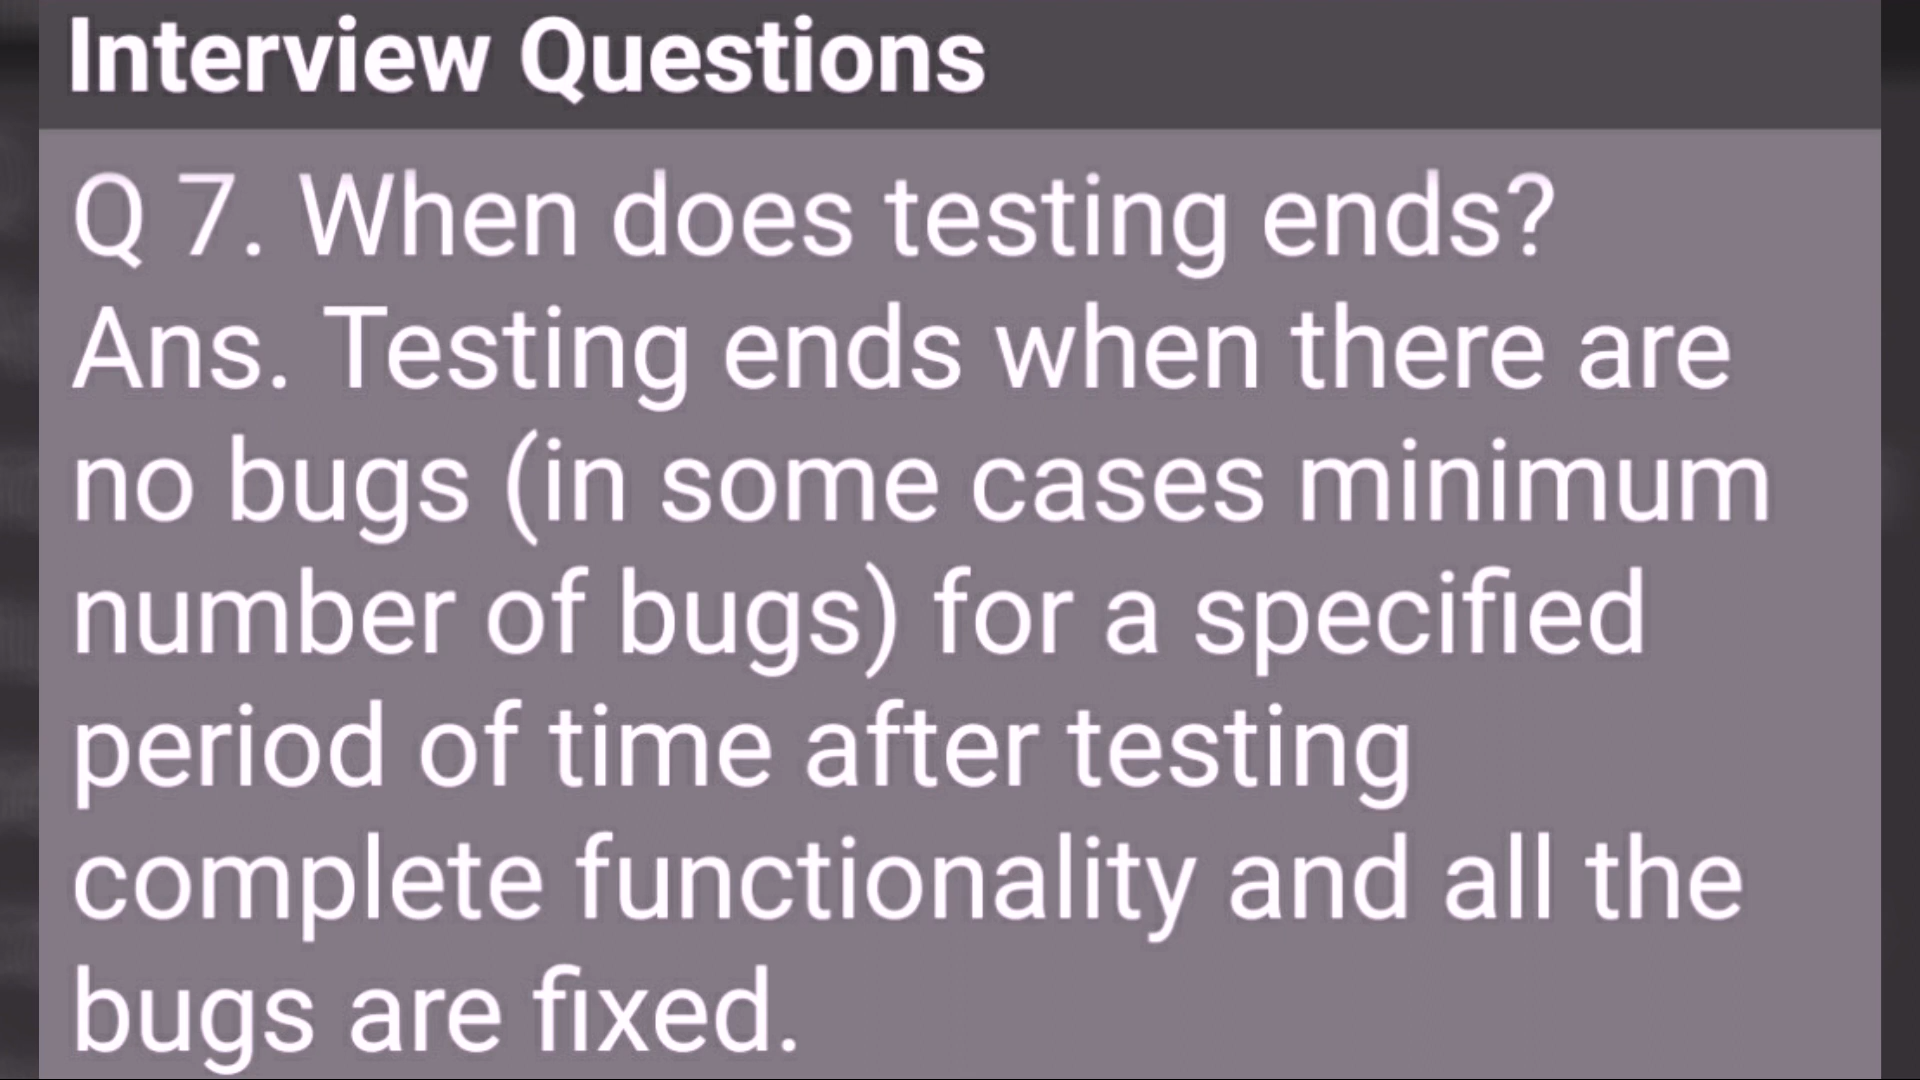 Interview Questions
Q 7. When does testing ends?
Ans. Testing ends when there are
no bugs (in some cases minimum
number of bugs) for a specified
period of time after testing
complete functionality and all the
bugs are fixed.